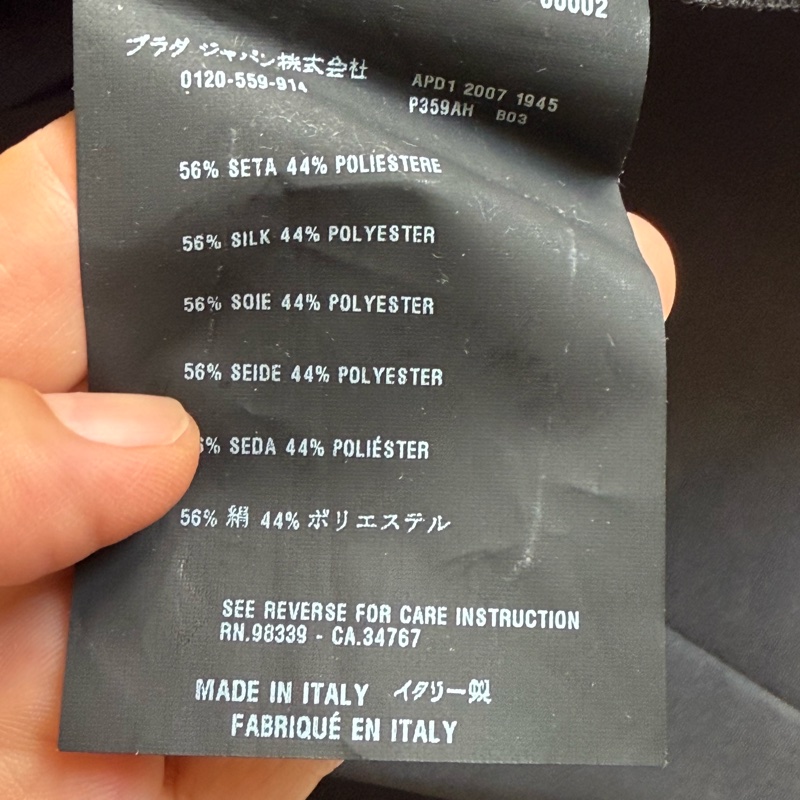 00002
プラダ ジャパン株式会社
0120-559-914
APD1 2007 1945
P359AH B03
56% SETA 44% POLIESTERE
56% SILK 44% POLYESTER
56% SOIE 44% POLYESTER
56% SEIDE 44% POLYESTER
6% SEDA 44% POLIÉSTER
56% 絹 44% ポリエステル
SEE REVERSE FOR CARE INSTRUCTION
RN.98339 - CA.34767
MADE IN ITALY イタリー製
FABRIQUÉ EN ITALY